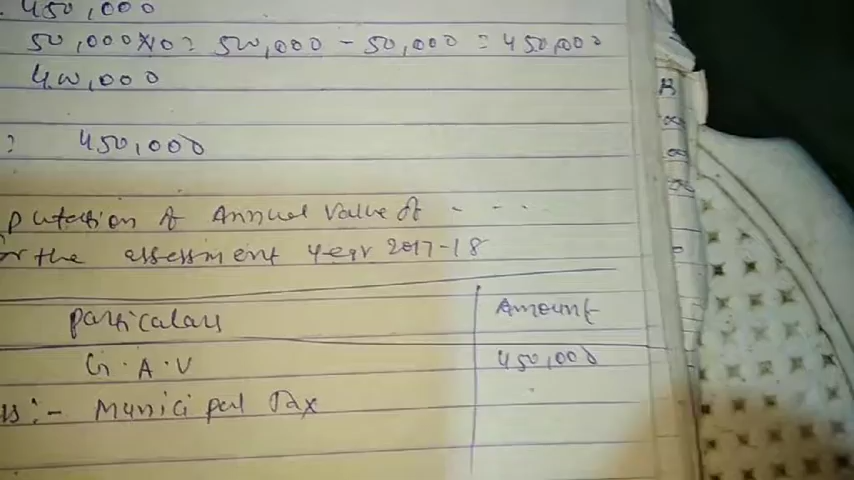 450,000
50,000×10= 500,000 - 50,000 = 450,000
400,000
= 450,000
putation of Annual Value of - - -
or the assessment year 2017-18
particulars Amount
G.A.V 450,000
ss:- Municipal Tax